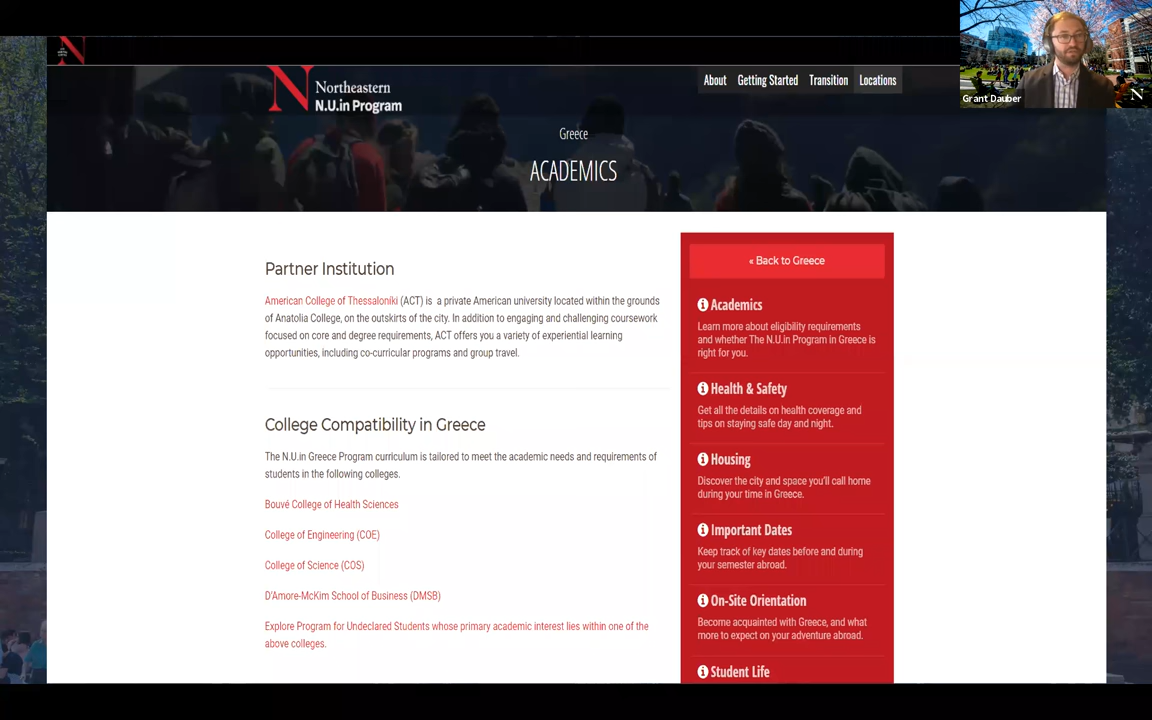 Northeastern
N.U.in Program
About Getting Started Transition Locations
Grant Dauber
N
Greece
ACADEMICS
Partner Institution
American College of Thessaloniki (ACT) is a private American university located within the grounds
of Anatolia College, on the outskirts of the city. In addition to engaging and challenging coursework
focused on core and degree requirements, ACT offers you a variety of experiential learning
opportunities, including co-curricular programs and group travel.
College Compatibility in Greece
The N.U.in Greece Program curriculum is tailored to meet the academic needs and requirements of
students in the following colleges.
Bouvé College of Health Sciences
College of Engineering (COE)
College of Science (COS)
D'Amore-McKim School of Business (DMSB)
Explore Program for Undeclared Students whose primary academic interest lies within one of the
above colleges.
« Back to Greece
Academics
Learn more about eligibility requirements
and whether The N.U.in Program in Greece is
right for you.
Health & Safety
Get all the details on health coverage and
tips on staying safe day and night.
Housing
Discover the city and space you'll call home
during your time in Greece.
Important Dates
Keep track of key dates before and during
your semester abroad.
On-Site Orientation
Become acquainted with Greece, and what
more to expect on your adventure abroad.
Student Life